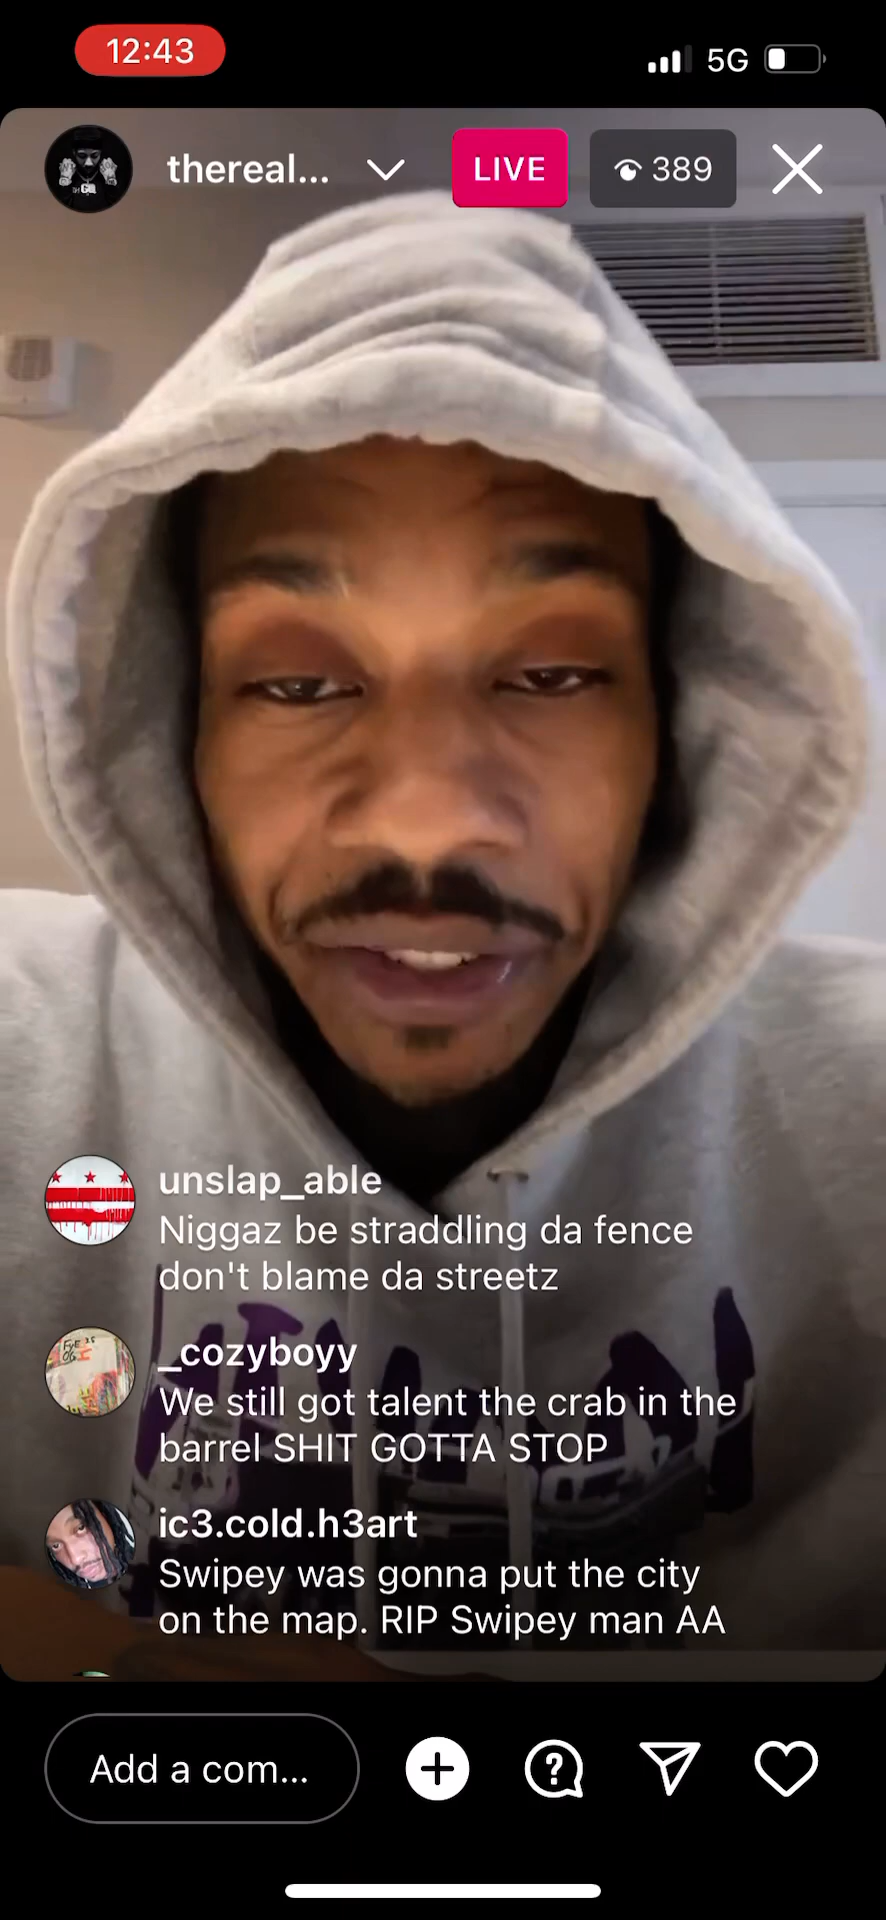 12:43
5G
thereal...
LIVE
389
unslap_able
Niggaz be straddling da fence
don't blame da streetz
_cozyboyy
We still got talent the crab in the
barrel SHIT GOTTA STOP
ic3.cold.h3art
Swipey was gonna put the city
on the map. RIP Swipey man AA
Add a com...